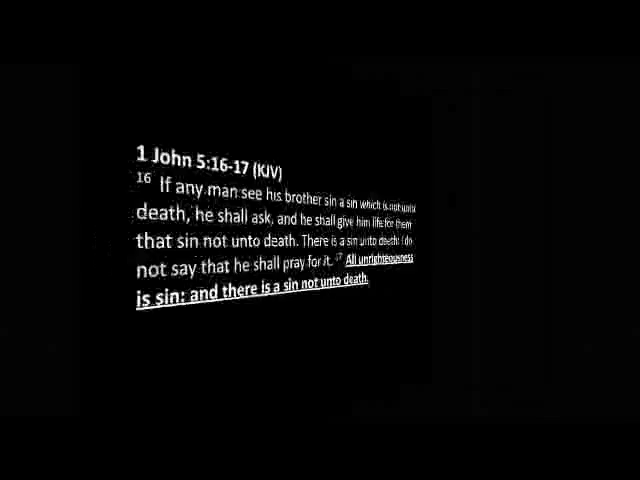 1 John 5:16-17 (KJV)
16 If any man see his brother sin a sin which is not unto
death, he shall ask, and he shall give him life for them
that sin not unto death. There is a sin unto death: I do
not say that he shall pray for it. 17 All unrighteousness
is sin: and there is a sin not unto death.